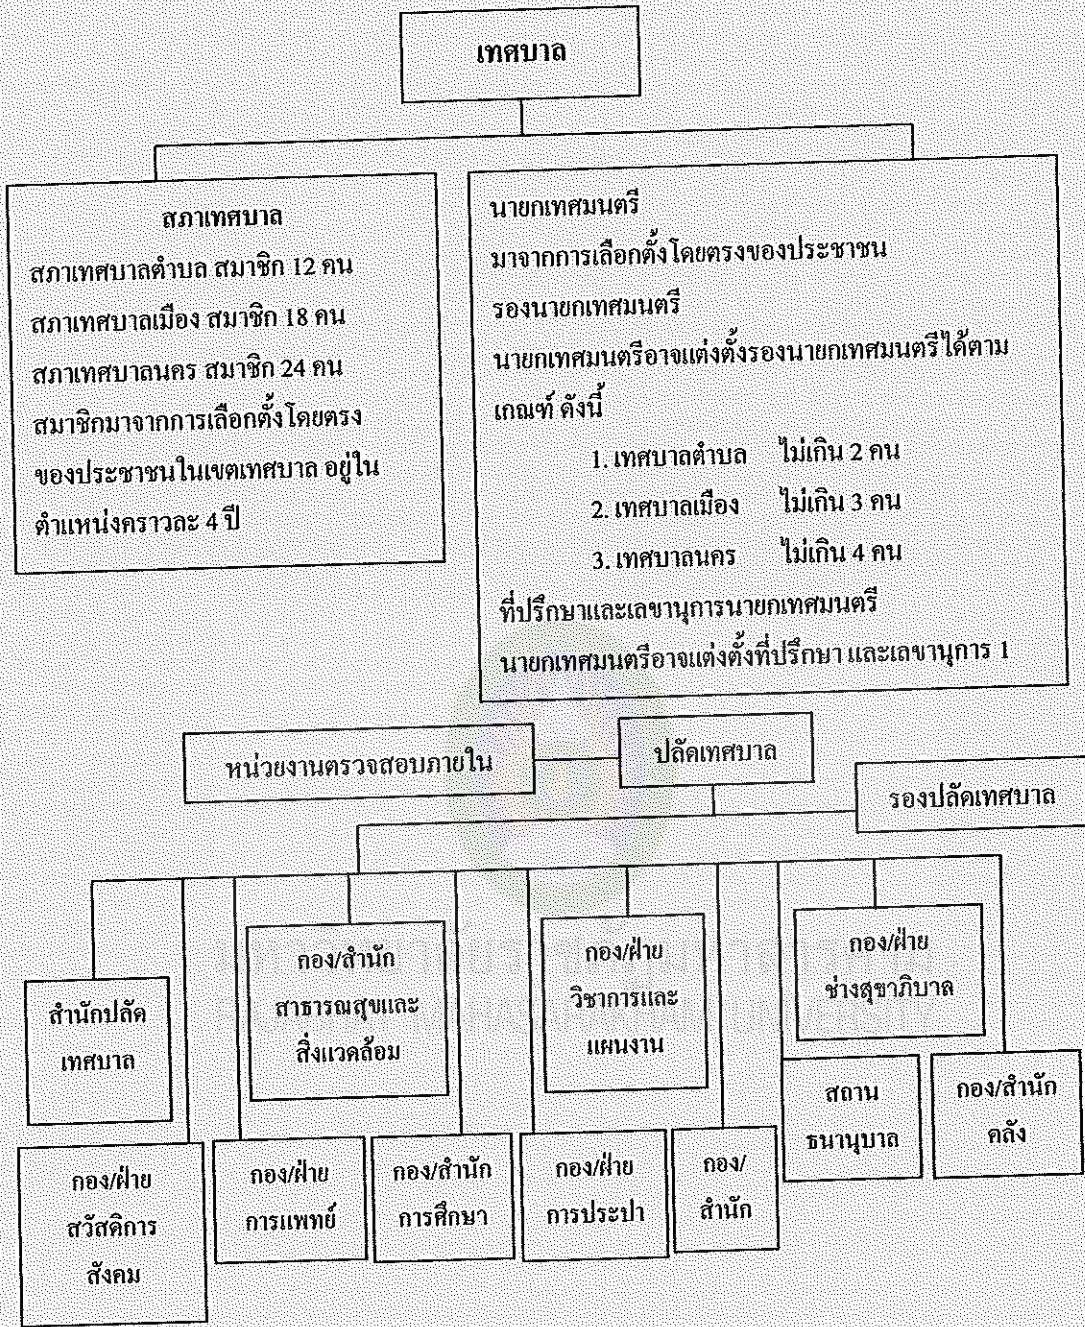 เทศบาล
สภาเทศบาล
สภาเทศบาลตำบล สมาชิก 12 คน
สภาเทศบาลเมือง สมาชิก 18 คน
สภาเทศบาลนคร สมาชิก 24 คน
สมาชิกมาจากการเลือกตั้งโดยตรง
ของประชาชนในเขตเทศบาล อยู่ใน
ตำแหน่งคราวละ 4 ปี
นายกเทศมนตรี
มาจากการเลือกตั้งโดยตรงของประชาชน
รองนายกเทศมนตรี
นายกเทศมนตรีอาจแต่งตั้งรองนายกเทศมนตรีได้ตาม
เกณฑ์ ดังนี้
1. เทศบาลตำบล ไม่เกิน 2 คน
2. เทศบาลเมือง ไม่เกิน 3 คน
3. เทศบาลนคร ไม่เกิน 4 คน
ที่ปรึกษาและเลขานุการนายกเทศมนตรี
นายกเทศมนตรีอาจแต่งตั้งที่ปรึกษา และเลขานุการ 1
หน่วยงานตรวจสอบภายใน
ปลัดเทศบาล
รองปลัดเทศบาล
สำนักปลัด
เทศบาล
กอง/สำนัก
สาธารณสุขและ
สิ่งแวดล้อม
กอง/ฝ่าย
วิชาการและ
แผนงาน
กอง/ฝ่าย
ช่างสุขาภิบาล
สถาน
ธนานุบาล
กอง/สำนัก
คลัง
กอง/ฝ่าย
สวัสดิการ
สังคม
กอง/ฝ่าย
การแพทย์
กอง/สำนัก
การศึกษา
กอง/ฝ่าย
การประปา
กอง/
สำนัก